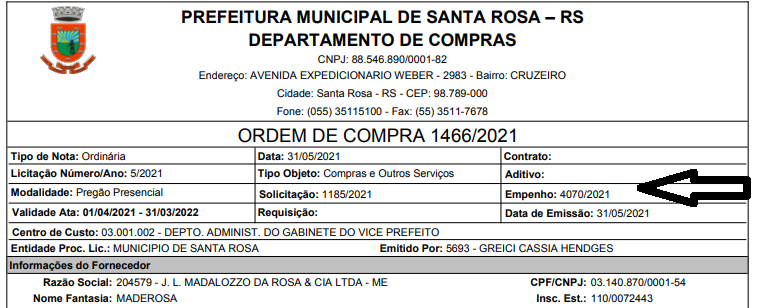 PREFEITURA MUNICIPAL DE SANTA ROSA – RS
DEPARTAMENTO DE COMPRAS
CNPJ: 88.546.890/0001-82
Endereço: AVENIDA EXPEDICIONARIO WEBER - 2983 - Bairro: CRUZEIRO
Cidade: Santa Rosa - RS - CEP: 98.789-000
Fone: (055) 35115100 - Fax: (55) 3511-7678
ORDEM DE COMPRA 1466/2021
Tipo de Nota: Ordinária Data: 31/05/2021 Contrato:
Licitação Número/Ano: 5/2021 Tipo Objeto: Compras e Outros Serviços Aditivo:
Modalidade: Pregão Presencial Solicitação: 1185/2021 Empenho: 4070/2021
Validade Ata: 01/04/2021 - 31/03/2022 Requisição: Data de Emissão: 31/05/2021
Centro de Custo: 03.001.002 - DEPTO. ADMINIST. DO GABINETE DO VICE PREFEITO
Entidade Proc. Lic.: MUNICIPIO DE SANTA ROSA Emitido Por: 5693 - GREICI CASSIA HENDGES
Informações do Fornecedor
Razão Social: 204579 - J. L. MADALOZZO DA ROSA & CIA LTDA - ME CPF/CNPJ: 03.140.870/0001-54
Nome Fantasia: MADEROSA Insc. Est.: 110/0072443